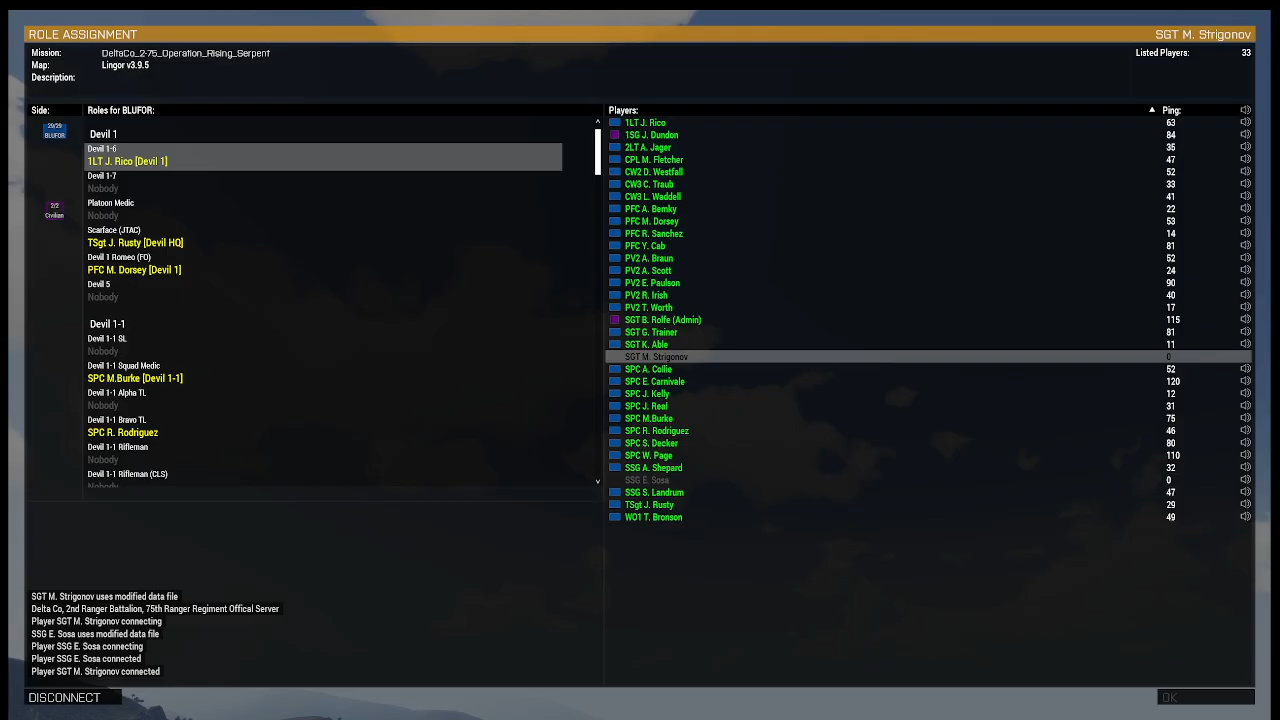 ROLE ASSIGNMENT
SGT M. Strigonov
Mission: DeltaCo_2-75_Operation_Rising_Serpent
Listed Players: 33
Map: Lingor v3.9.5
Description:
Side:
Roles for BLUFOR:
29/29
BLUFOR
2/2
Civilian
Devil 1
Devil 1-6
1LT J. Rico [Devil 1]
Devil 1-7
Nobody
Platoon Medic
Nobody
Scarface (JTAC)
TSgt J. Rusty [Devil HQ]
Devil 1 Romeo (FO)
PFC M. Dorsey [Devil 1]
Devil 5
Nobody
Devil 1-1
Devil 1-1 SL
Nobody
Devil 1-1 Squad Medic
SPC M.Burke [Devil 1-1]
Devil 1-1 Alpha TL
Nobody
Devil 1-1 Bravo TL
SPC R. Rodriguez
Devil 1-1 Rifleman
Nobody
Devil 1-1 Rifleman (CLS)
Nobody
Players: Ping:
1LT J. Rico 63
1SG J. Dundon 84
2LT A. Jager 35
CPL M. Fletcher 47
CW2 D. Westfall 52
CW3 C. Traub 33
CW3 L. Waddell 41
PFC A. Bemky 22
PFC M. Dorsey 53
PFC R. Sanchez 14
PFC Y. Cab 81
PV2 A. Braun 52
PV2 A. Scott 24
PV2 E. Paulson 90
PV2 R. Irish 40
PV2 T. Worth 17
SGT B. Rolfe (Admin) 115
SGT G. Trainer 81
SGT K. Able 11
SGT M. Strigonov 0
SPC A. Collie 52
SPC E. Carnivale 120
SPC J. Kelly 12
SPC J. Real 31
SPC M.Burke 75
SPC R. Rodriguez 46
SPC S. Decker 80
SPC W. Page 110
SSG A. Shepard 32
SSG E. Sosa 0
SSG S. Landrum 47
TSgt J. Rusty 29
WO1 T. Bronson 49
SGT M. Strigonov uses modified data file
Delta Co, 2nd Ranger Battalion, 75th Ranger Regiment Offical Server
Player SGT M. Strigonov connecting
SSG E. Sosa uses modified data file
Player SSG E. Sosa connecting
Player SSG E. Sosa connected
Player SGT M. Strigonov connected
DISCONNECT
OK